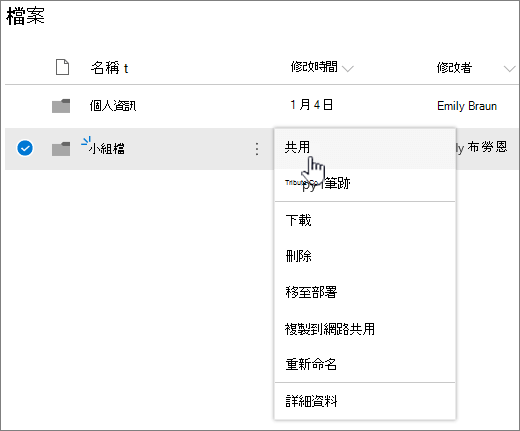 檔案
名稱 t 修改時間 修改者
個人資訊 1 月 4 日 Emily Braun
小組檔 ly 布勞恩
共用
py 筆跡
下載
刪除
移至部署
複製到網路共用
重新命名
詳細資料